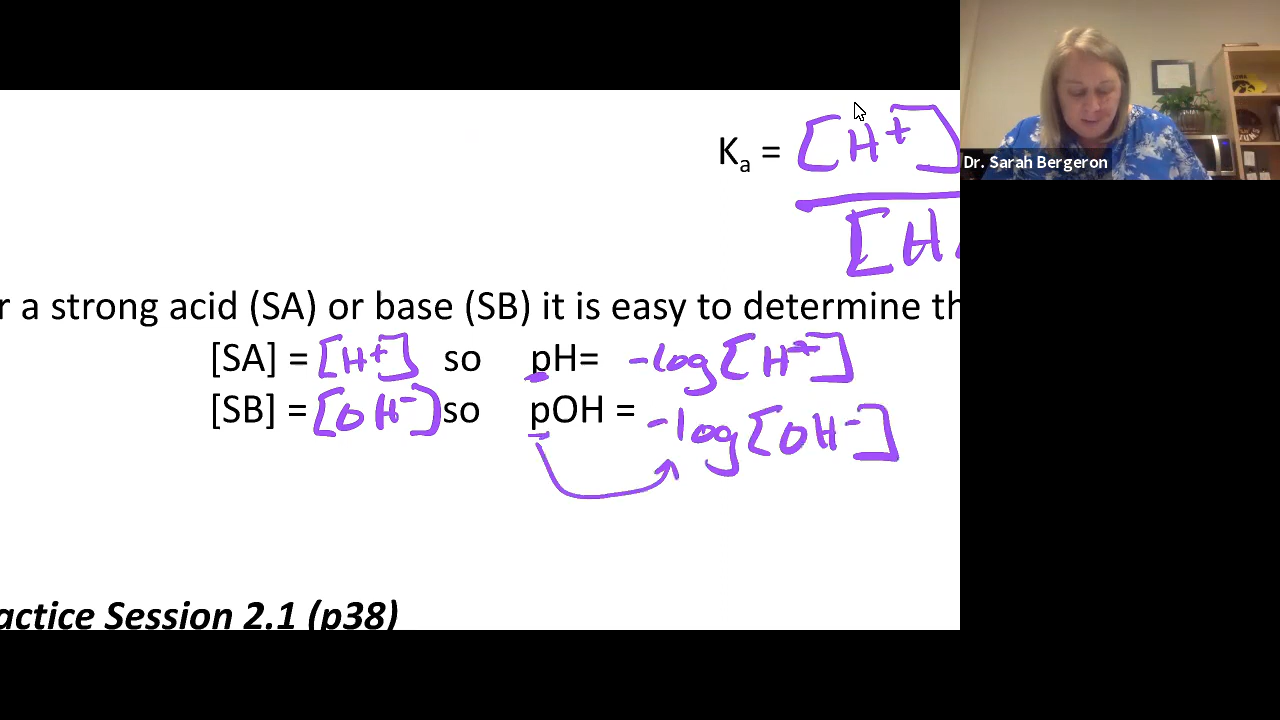 Ka = [H+]
[H
r a strong acid (SA) or base (SB) it is easy to determine th
[SA] = [H+] so pH= -log[H+]
[SB] = [OH-] so pOH = -log[OH-]
actice Session 2.1 (p38)
Dr. Sarah Bergeron
IOWA